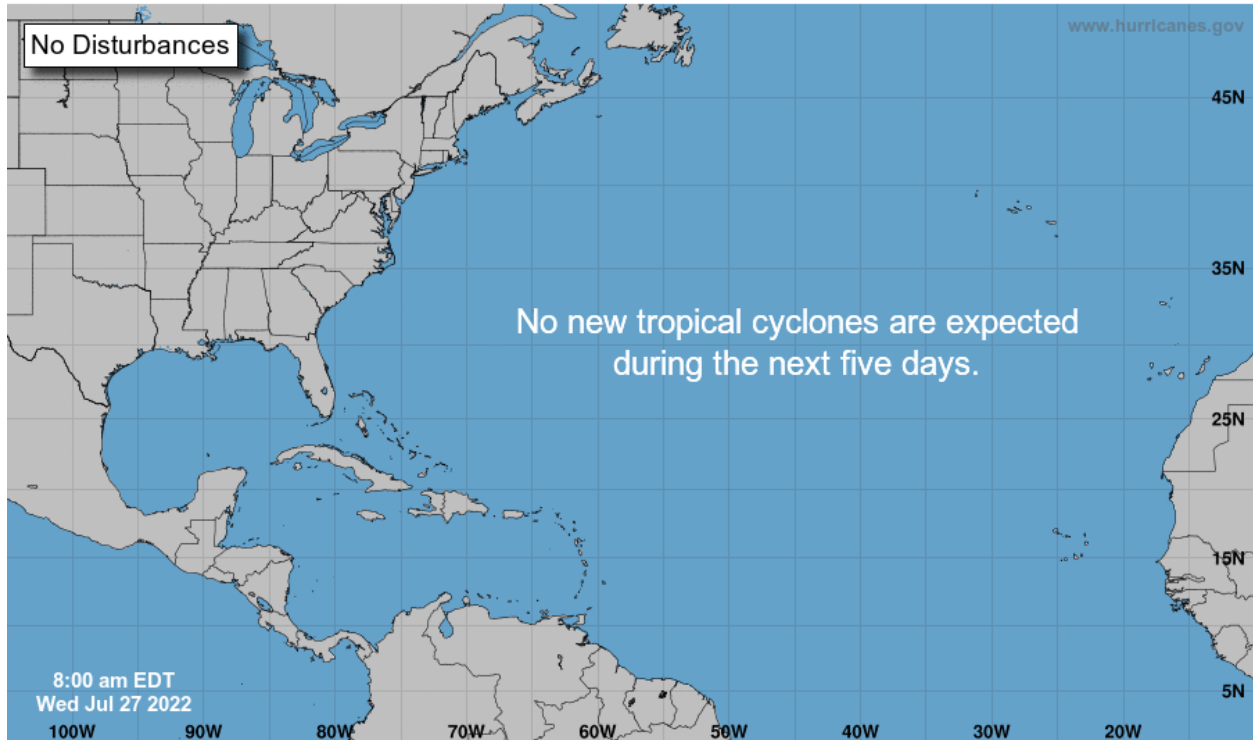 www.hurricanes.gov
No Disturbances
45N
35N
No new tropical cyclones are expected
during the next five days.
25N
15N
8:00 am EDT
Wed Jul 27 2022
5N
100W 90W 80W 70W 60W 50W 40W 30W 20W